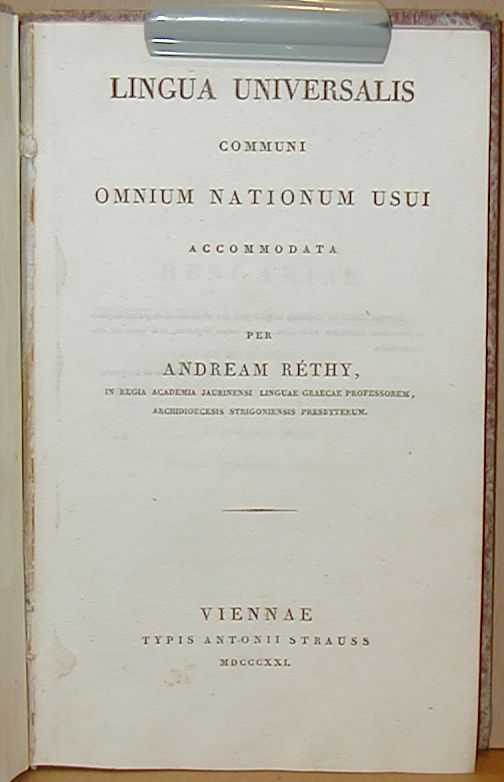 LINGUA UNIVERSALIS
COMMUNI
OMNIUM NATIONUM USUI
ACCOMMODATA
PER
ANDREAM RÉTHY,
IN REGIA ACADEMIA JAURINENSI LINGUAE GRAECAE PROFESSOREM,
ARCHIDIOECESIS STRIGONIENSIS PRESBYTERUM.
VIENNAE
TYPIS ANTONII STRAUSS
MDCCCXXI.